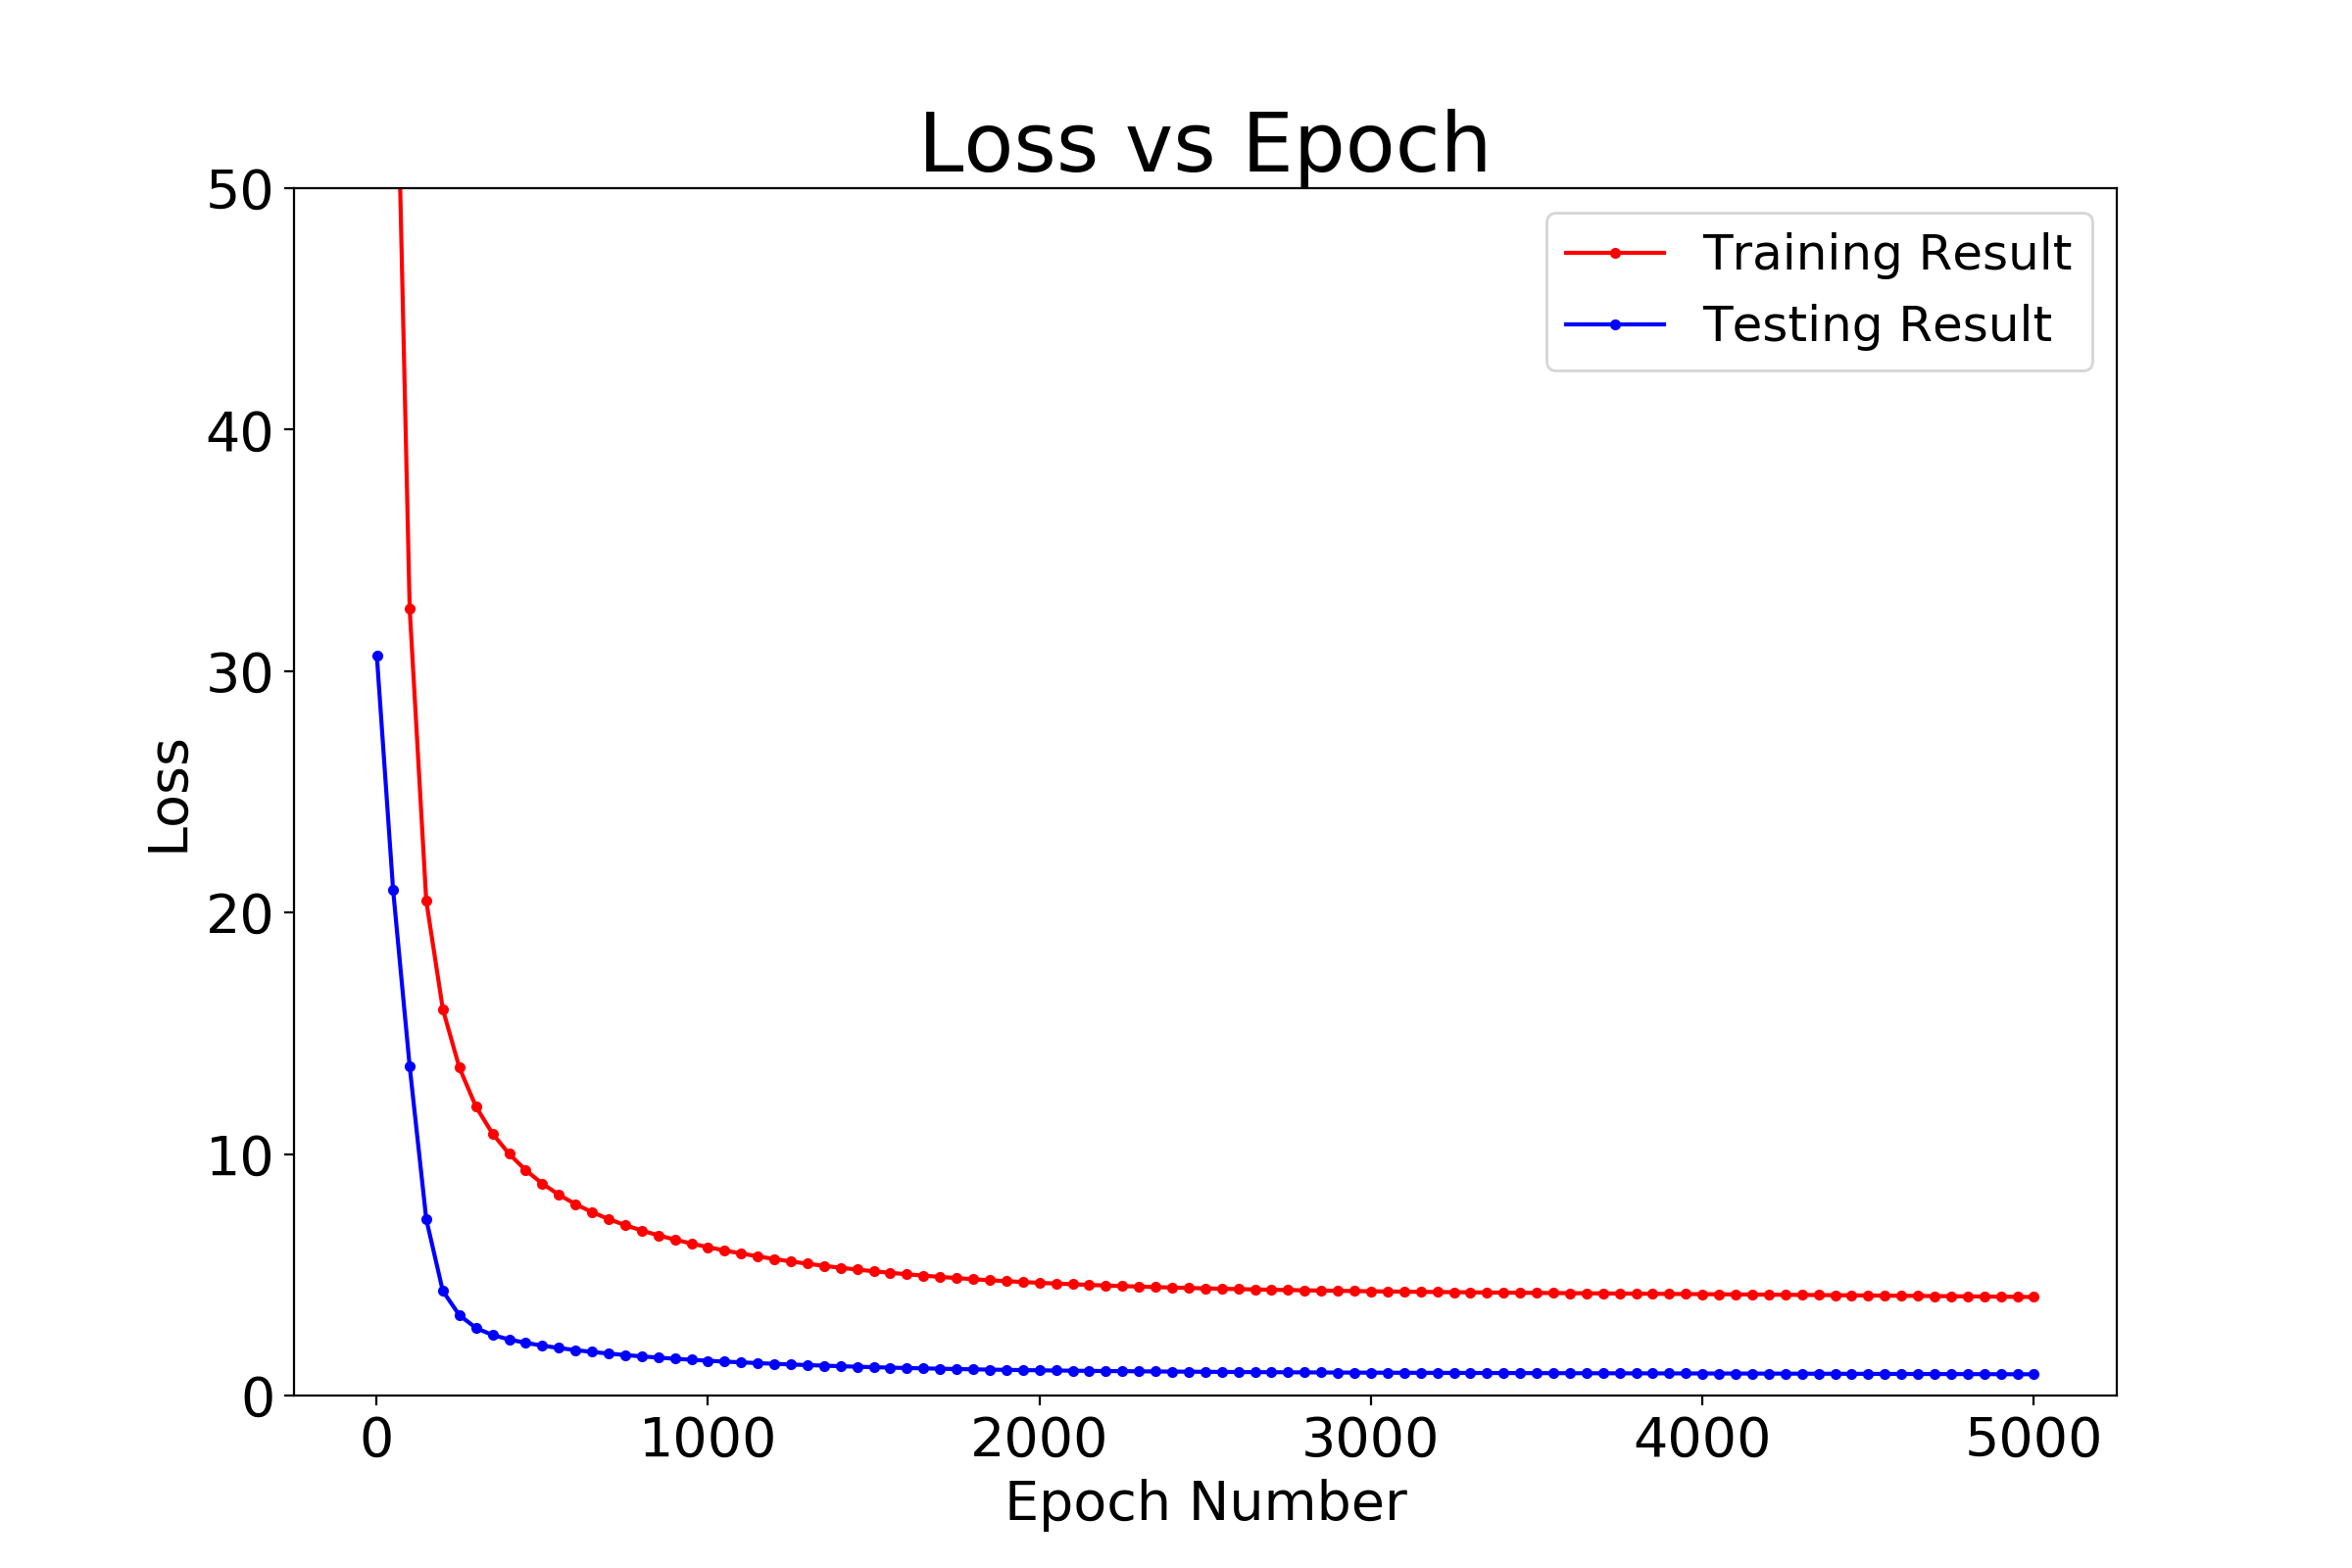 Loss vs Epoch
50
40
30
20
10
0
Loss
Training Result
Testing Result
0 1000 2000 3000 4000 5000
Epoch Number